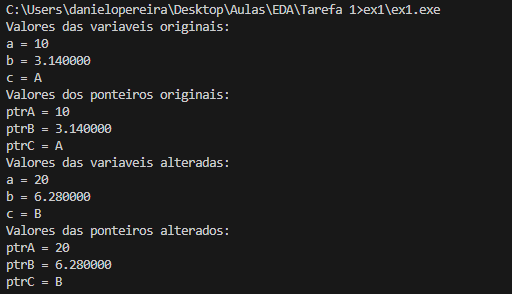 C:\Users\danielopereira\Desktop\Aulas\EDA\Tarefa 1>ex1\ex1.exe
Valores das variaveis originais:
a = 10
b = 3.140000
c = A
Valores dos ponteiros originais:
ptrA = 10
ptrB = 3.140000
ptrC = A
Valores das variaveis alteradas:
a = 20
b = 6.280000
c = B
Valores das ponteiros alterados:
ptrA = 20
ptrB = 6.280000
ptrC = B